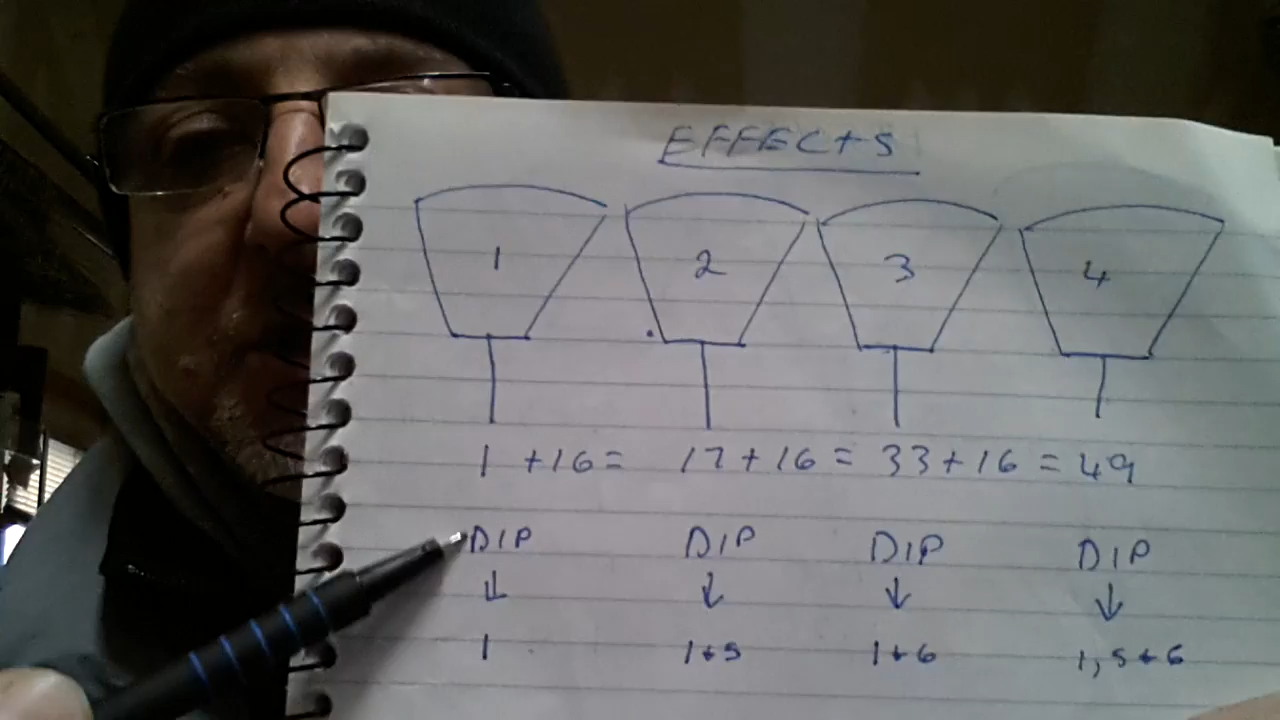 EFFECTS
1 2 3 4
1 +16= 17+16=33+16=49
DIP DIP DIP DIP
1 1+5 1+6 1,5+6